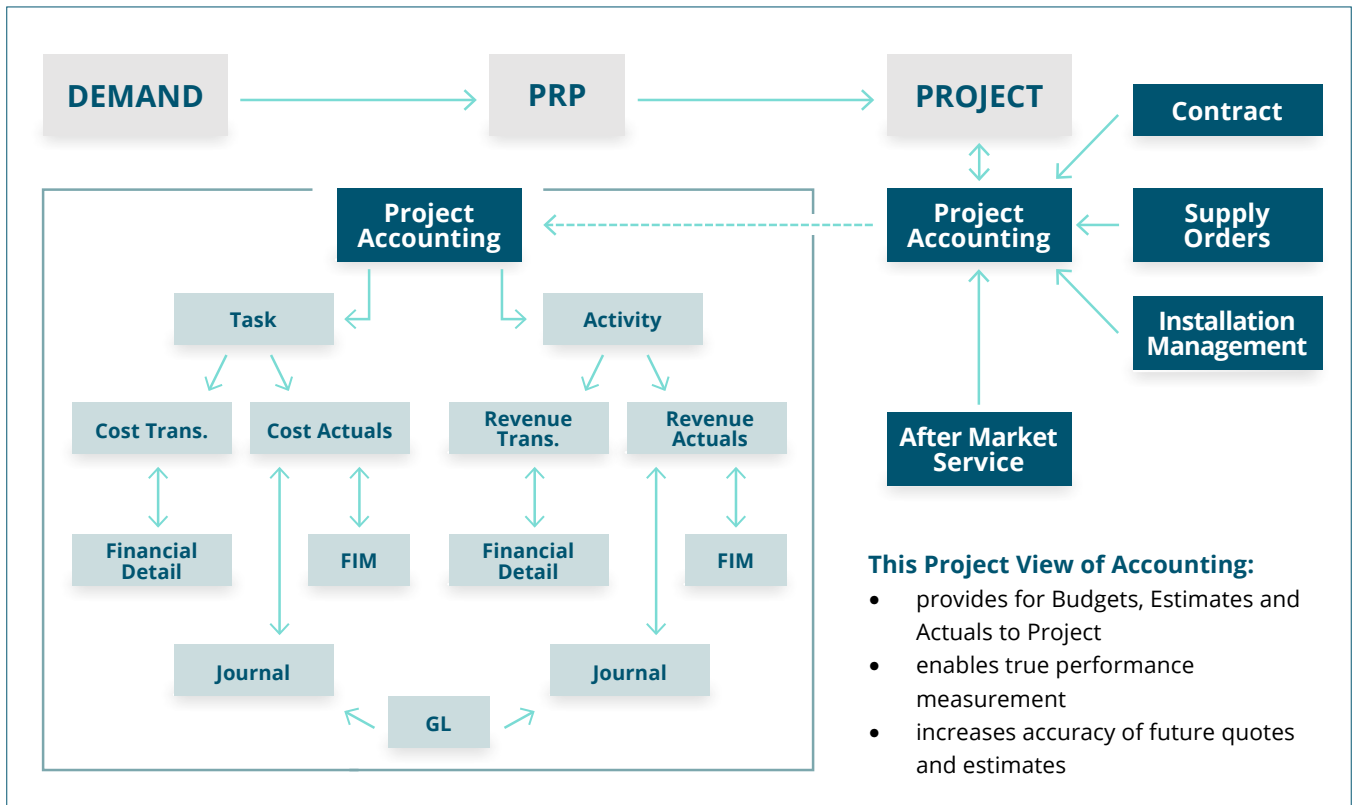 DEMAND
PRP
PROJECT
Contract
Project
Accounting
Project
Accounting
Supply
Orders
Task
Activity
Installation
Management
Cost Trans.
Cost Actuals
Revenue
Trans.
Revenue
Actuals
After Market
Service
Financial
Detail
FIM
Financial
Detail
FIM
Journal
Journal
GL
This Project View of Accounting:
• provides for Budgets, Estimates and
Actuals to Project
• enables true performance
measurement
• increases accuracy of future quotes
and estimates